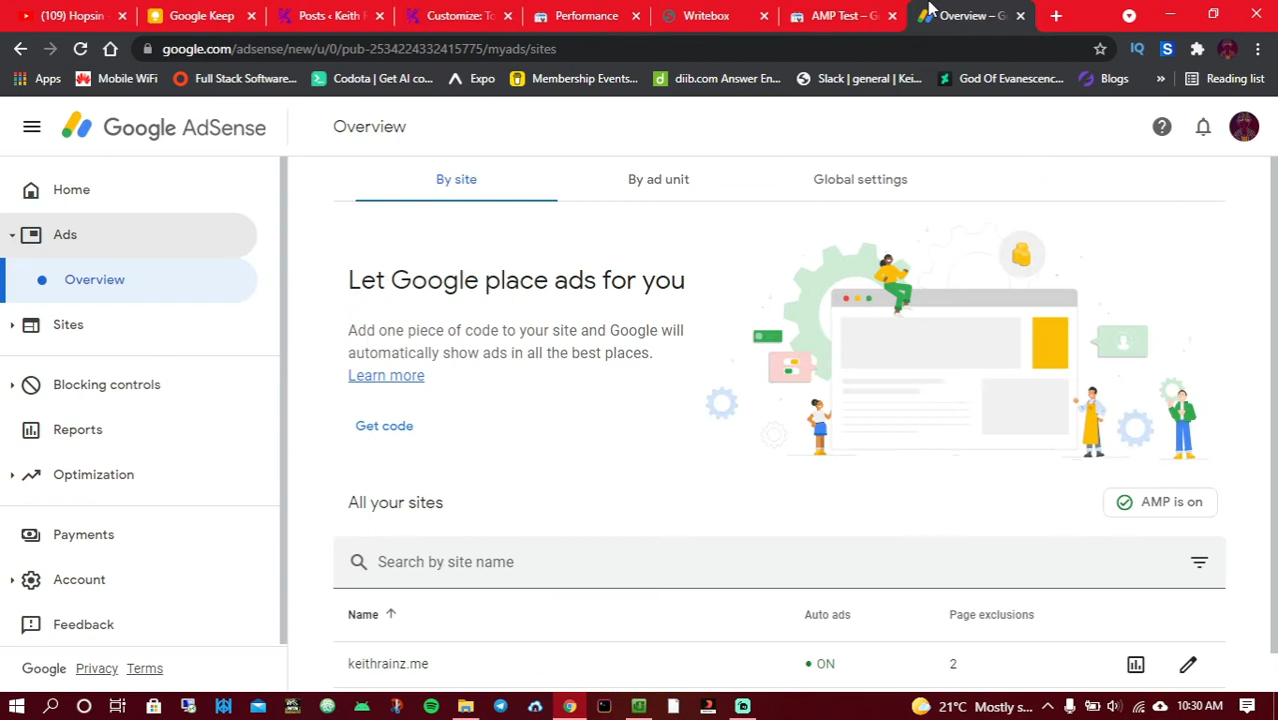 (109) Hopsin
Google Keep
Posts ‹ Keith
Customize: To
Performance
Writebox
AMP Test – G
Overview – G
google.com/adsense/new/u/0/pub-2534224332415775/myads/sites
IQ
S
Apps
Mobile WiFi
Full Stack Software...
Codota | Get AI co...
Expo
Membership Events...
diib.com Answer En...
Slack | general | Kei...
God Of Evanescenc...
Blogs
»
Reading list
Google AdSense
Overview
Home
Ads
Overview
Sites
Blocking controls
Reports
Optimization
Payments
Account
Feedback
Google Privacy Terms
By site
By ad unit
Global settings
Let Google place ads for you
Add one piece of code to your site and Google will
automatically show ads in all the best places.
Learn more
Get code
All your sites
AMP is on
Search by site name
Name
Auto ads
Page exclusions
keithrainz.me
ON
2
21°C Mostly s...
10:30 AM